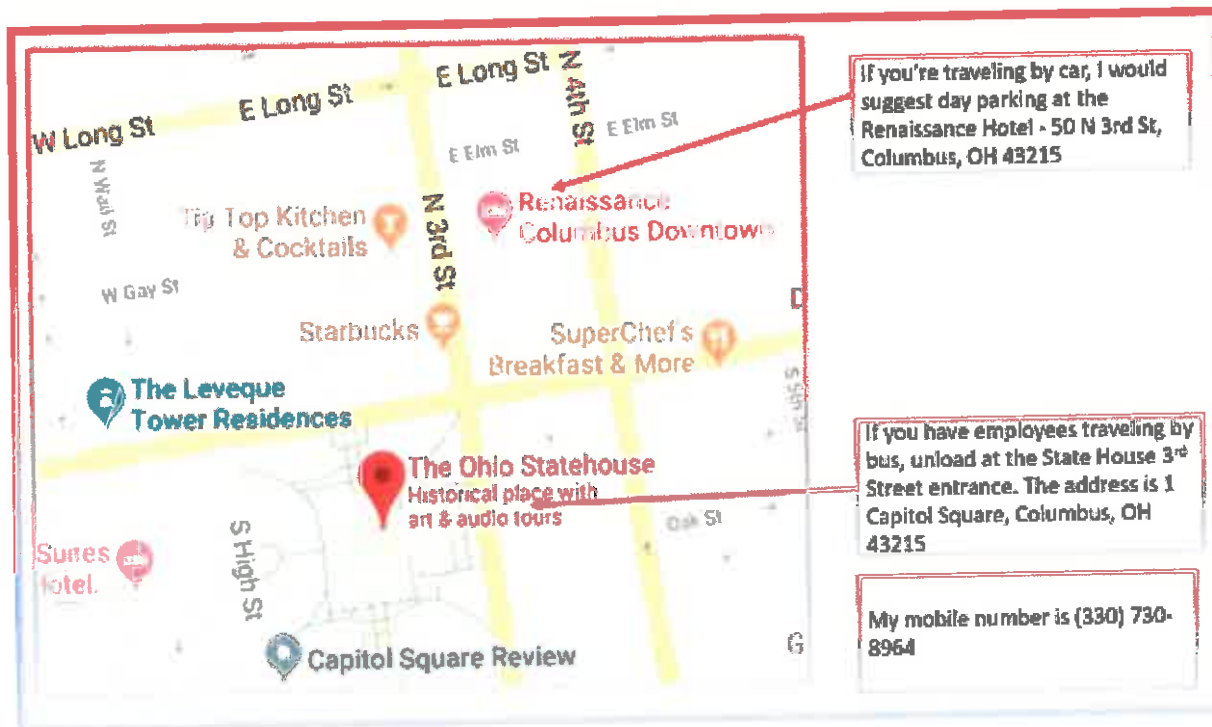 E Long St
N 4th St
E Long St
W Long St
E Elm St
E Elm St
N Wall St
N 3rd St
Renaissance
Columbus Downtown
Tip Top Kitchen
& Cocktails
W Gay St
Starbucks
SuperChef's
Breakfast & More
S 5th St
The Leveque
Tower Residences
The Ohio Statehouse
Historical place with
art & audio tours
Oak St
S High St
Capitol Square Review
G
If you're traveling by car, I would
suggest day parking at the
Renaissance Hotel - 50 N 3rd St,
Columbus, OH 43215
If you have employees traveling by
bus, unload at the State House 3rd
Street entrance. The address is 1
Capitol Square, Columbus, OH
43215
My mobile number is (330) 730-
8964